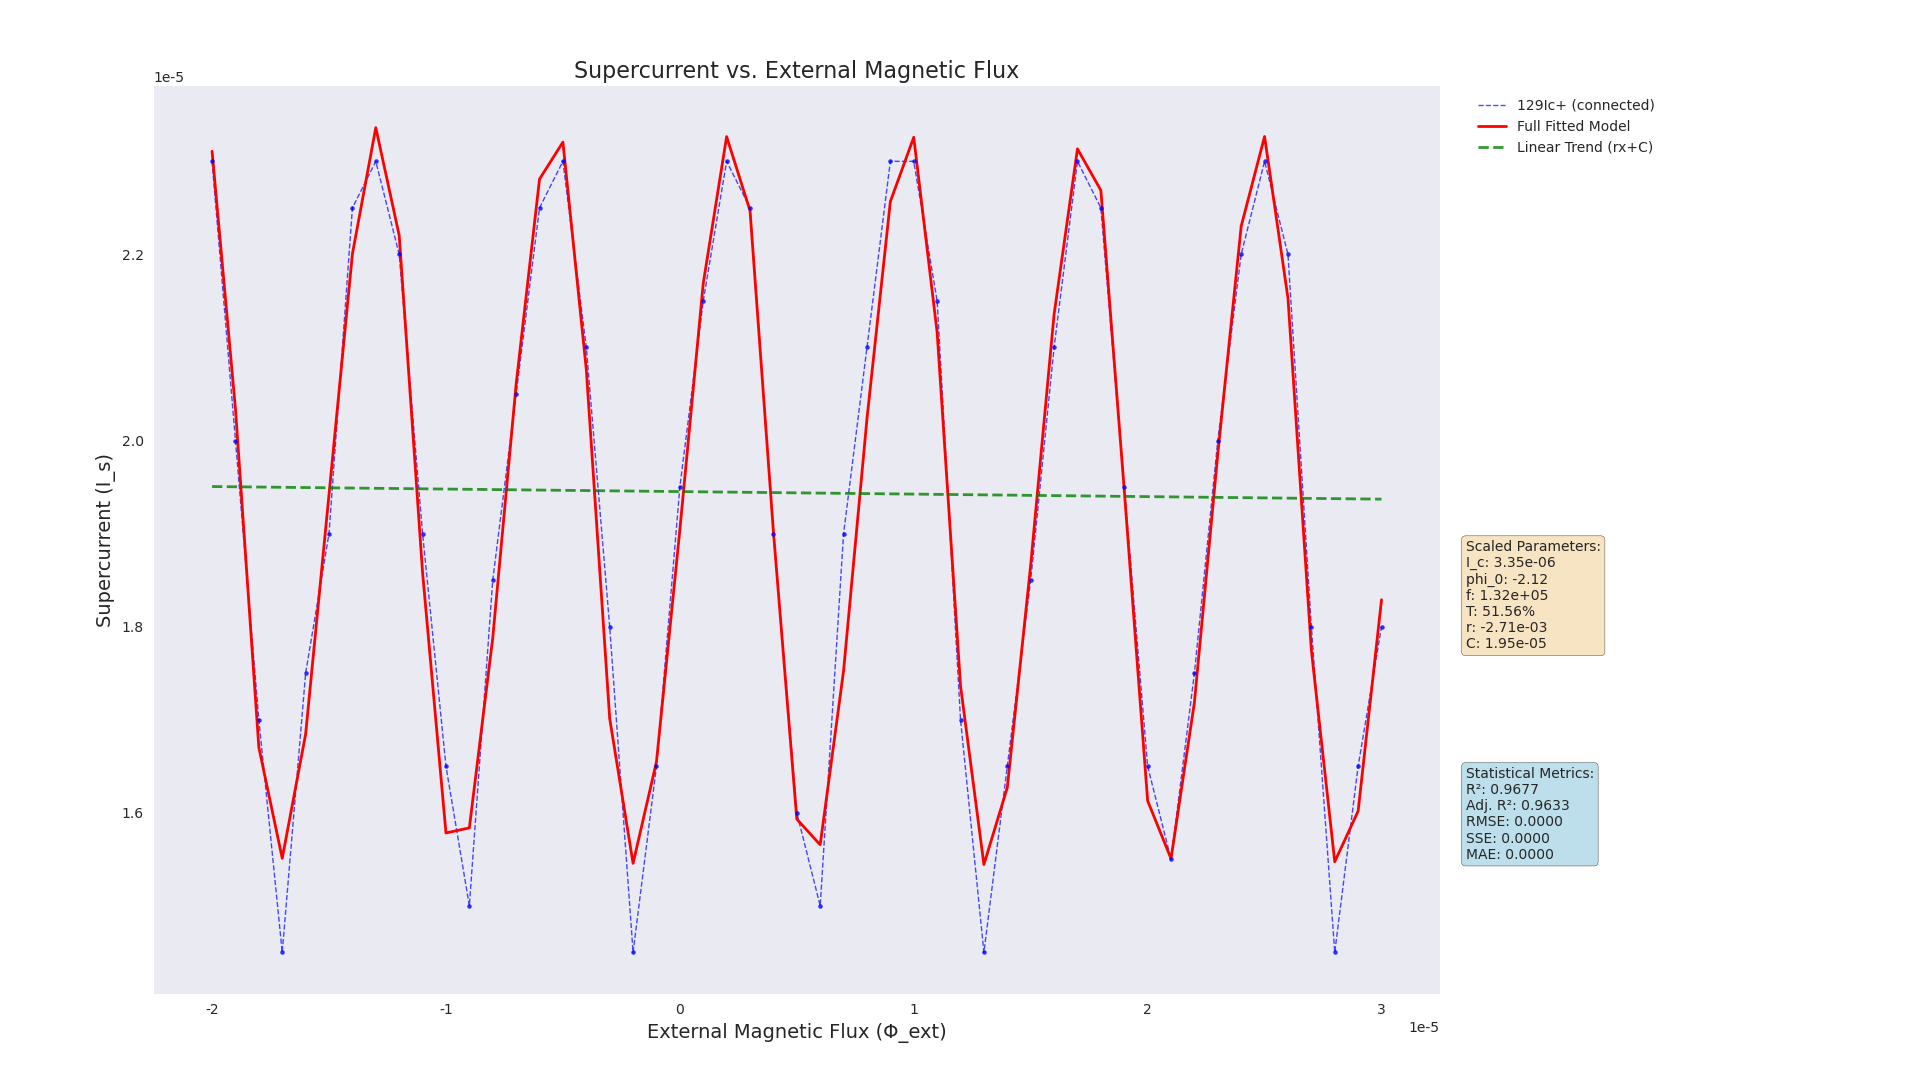 Supercurrent vs. External Magnetic Flux
1e-5
2.2
2.0
1.8
1.6
Supercurrent (I_s)
-2
-1
0
1
2
3
1e-5
External Magnetic Flux (Φ_ext)
129Ic+ (connected)
Full Fitted Model
Linear Trend (rx+C)
Scaled Parameters:
I_c: 3.35e-06
phi_0: -2.12
f: 1.32e+05
T: 51.56%
r: -2.71e-03
C: 1.95e-05
Statistical Metrics:
R²: 0.9677
Adj. R²: 0.9633
RMSE: 0.0000
SSE: 0.0000
MAE: 0.0000